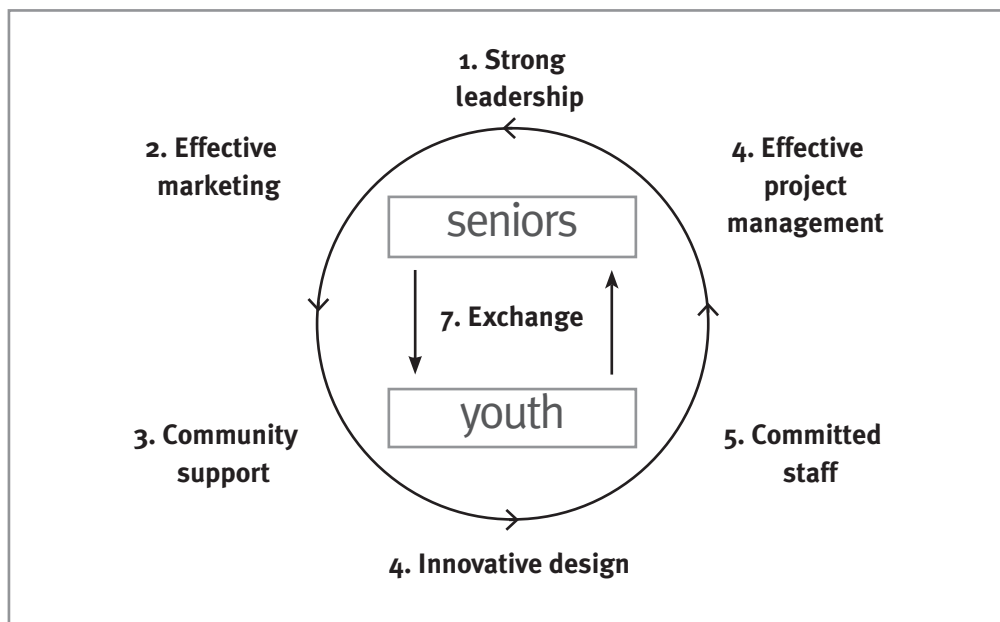 1. Strong
leadership
2. Effective
marketing
4. Effective
project
management
seniors
7. Exchange
youth
3. Community
support
5. Committed
staff
4. Innovative design